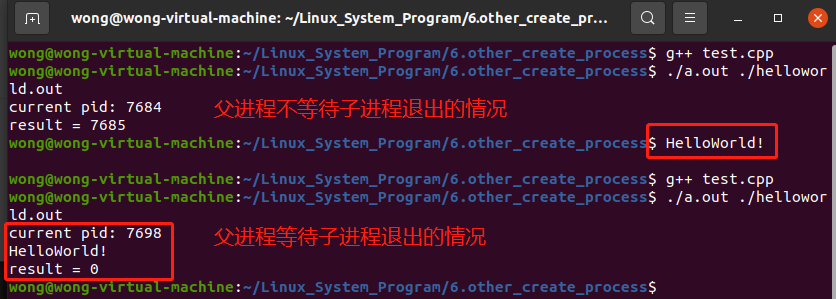 wong@wong-virtual-machine: ~/Linux_System_Program/6.other_create_pr...
wong@wong-virtual-machine:~/Linux_System_Program/6.other_create_process$ g++ test.cpp
wong@wong-virtual-machine:~/Linux_System_Program/6.other_create_process$ ./a.out ./hellowor
ld.out
current pid: 7684
父进程不等待子进程退出的情况
result = 7685
wong@wong-virtual-machine:~/Linux_System_Program/6.other_create_process$ HelloWorld!
wong@wong-virtual-machine:~/Linux_System_Program/6.other_create_process$ g++ test.cpp
wong@wong-virtual-machine:~/Linux_System_Program/6.other_create_process$ ./a.out ./hellowor
ld.out
current pid: 7698
父进程等待子进程退出的情况
HelloWorld!
result = 0
wong@wong-virtual-machine:~/Linux_System_Program/6.other_create_process$